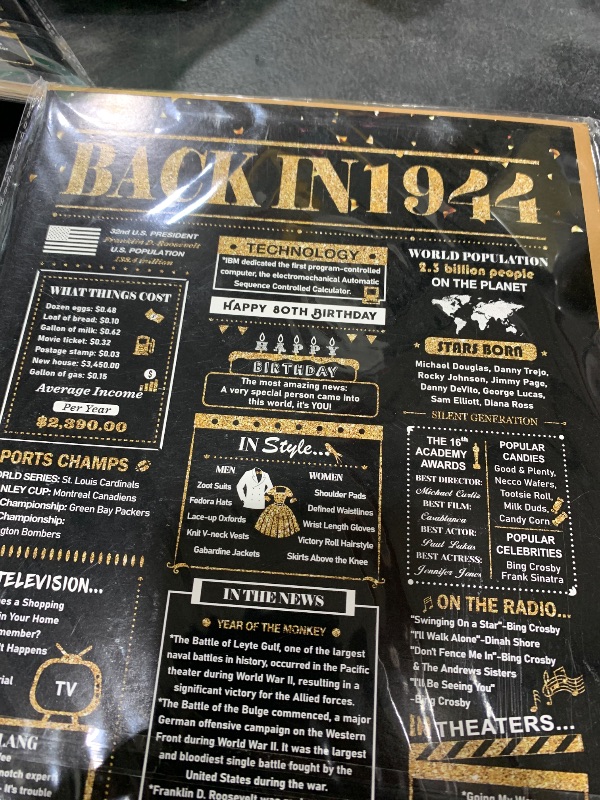 BACK IN 1944
32nd U.S. PRESIDENT
Franklin D. Roosevelt
U.S. POPULATION
WHAT THINGS COST
Dozen eggs: $0.48
Loaf of bread: $0.10
Gallon of milk: $0.62
Movie ticket: $0.32
Postage stamp: $0.03
New house: $3,450.00
Gallon of gas: $0.15
Average Income
Per Year
$2,390.00
PORTS CHAMPS
RLD SERIES: St. Louis Cardinals
NLEY CUP: Montreal Canadiens
Championship: Green Bay Packers
Championship:
gton Bombers
TELEVISION...
es a Shopping
in Your Home
member?
It Happens
rial
TV
LANG
notch expert
- It's trouble
TECHNOLOGY
*IBM dedicated the first program-controlled
computer, the electromechanical Automatic
Sequence Controlled Calculator.
HAPPY 80TH BIRTHDAY
HAPPY
BIRTHDAY
The most amazing news:
A very special person came into
this world, it's YOU!
IN Style...
MEN
Zoot Suits
Fedora Hats
Lace-up Oxfords
Knit V-neck Vests
Gabardine Jackets
WOMEN
Shoulder Pads
Defined Waistlines
Wrist Length Gloves
Victory Roll Hairstyle
Skirts Above the Knee
IN THE NEWS
YEAR OF THE MONKEY
*The Battle of Leyte Gulf, one of the largest
naval battles in history, occurred in the Pacific
theater during World War II, resulting in a
significant victory for the Allied forces.
*The Battle of the Bulge commenced, a major
German offensive campaign on the Western
Front during World War II. It was the largest
and bloodiest single battle fought by the
United States during the war.
*Franklin D. Roosevelt was
WORLD POPULATION
2.3 billion people
ON THE PLANET
STARS BORN
Michael Douglas, Danny Trejo,
Rocky Johnson, Jimmy Page,
Danny DeVito, George Lucas,
Sam Elliott, Diana Ross
SILENT GENERATION
THE 16th
ACADEMY
AWARDS
BEST DIRECTOR:
Michael Curtiz
BEST FILM:
Casablanca
BEST ACTOR:
Paul Lukas
BEST ACTRESS:
Jennifer Jones
POPULAR
CANDIES
Good & Plenty,
Necco Wafers,
Tootsie Roll,
Milk Duds,
Candy Corn
POPULAR
CELEBRITIES
Bing Crosby
Frank Sinatra
ON THE RADIO...
"Swinging On a Star"-Bing Crosby
"I'll Walk Alone"-Dinah Shore
"Don't Fence Me In"-Bing Crosby
& The Andrews Sisters
"I'll Be Seeing You"
-Bing Crosby
IN THEATERS...
"Going My